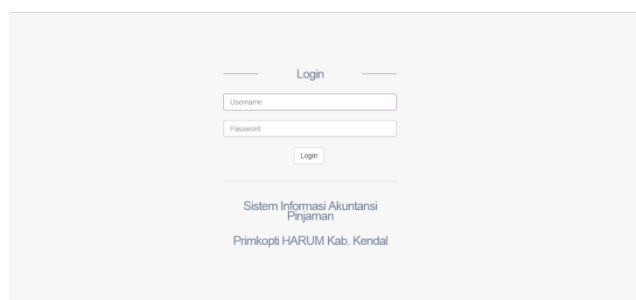 Login
Username
Password
Login
Sistem Informasi Akuntansi
Pinjaman
Primkopti HARUM Kab. Kendal